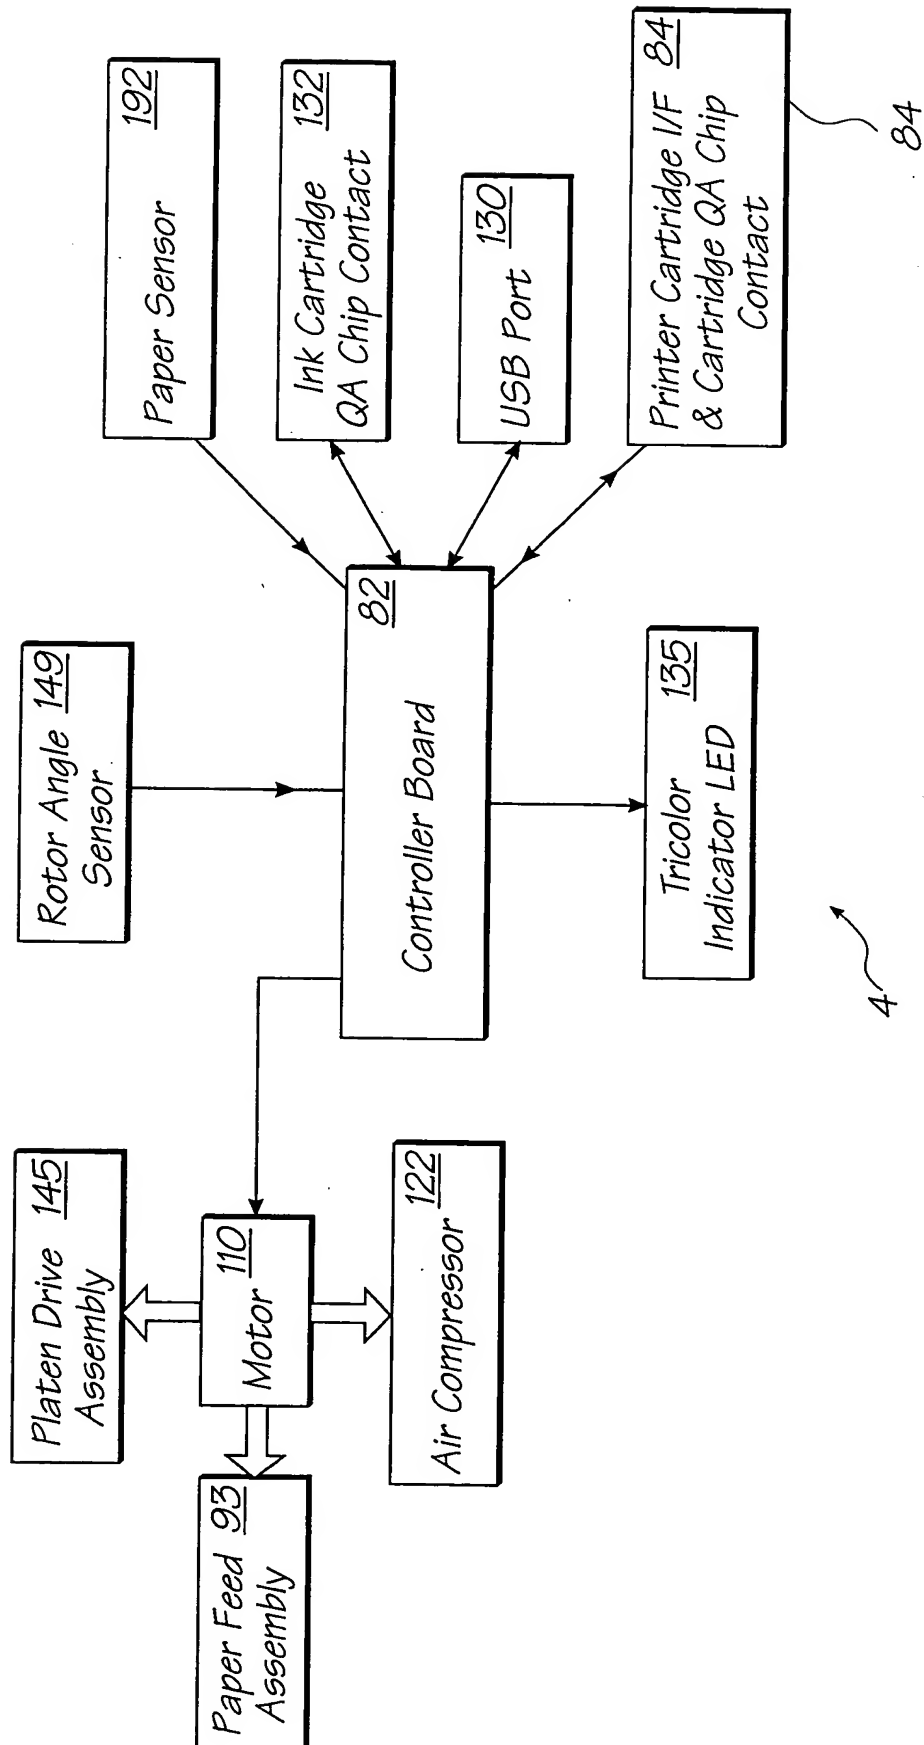 Paper Feed 93
Assembly
Platen Drive 145
Assembly
Motor 110
Air Compressor 122
Rotor Angle 149
Sensor
Controller Board 82
Tricolor
Indicator LED 135
Paper Sensor 192
Ink Cartridge 132
QA Chip Contact
USB Port 130
Printer Cartridge I/F 84
& Cartridge QA Chip
Contact
84
4